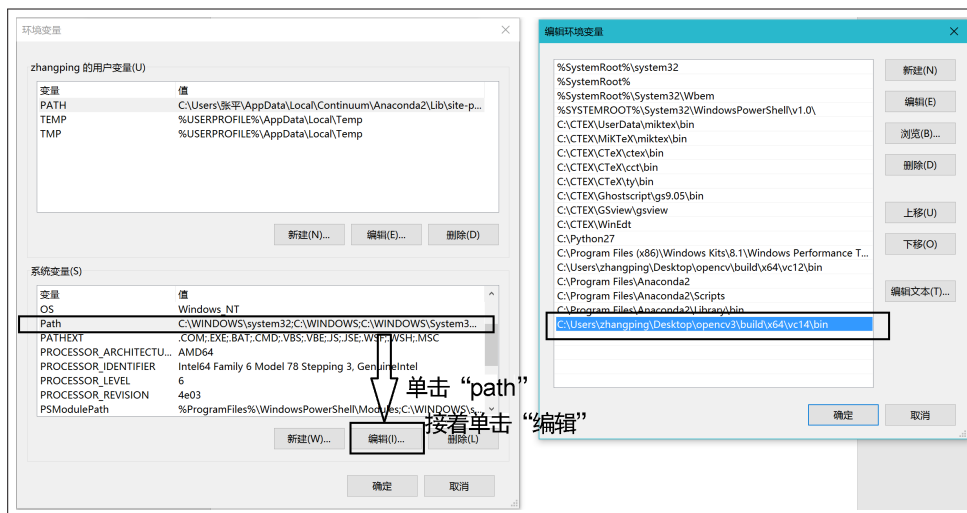 环境变量
zhangping 的用户变量(U)
变量 值
PATH C:\Users\张平\AppData\Local\Continuum\Anaconda2\Lib\site-p...
TEMP %USERPROFILE%\AppData\Local\Temp
TMP %USERPROFILE%\AppData\Local\Temp
新建(N)... 编辑(E)... 删除(D)
系统变量(S)
变量 值
OS Windows_NT
Path C:\WINDOWS\system32;C:\WINDOWS;C:\WINDOWS\System3...
PATHEXT .COM;.EXE;.BAT;.CMD;.VBS;.VBE;.JS;.JSE;.WSF;.WSH;.MSC
PROCESSOR_ARCHITECTU... AMD64
PROCESSOR_IDENTIFIER Intel64 Family 6 Model 78 Stepping 3, GenuineIntel
PROCESSOR_LEVEL 6
PROCESSOR_REVISION 4e03
PSModulePath %ProgramFiles%\WindowsPowerShell\Modules;C:\WINDOWS\s...
单击“path”
接着单击“编辑”
新建(W)... 编辑(I)... 删除(L)
确定 取消
编辑环境变量
%SystemRoot%\system32
%SystemRoot%
%SystemRoot%\System32\Wbem
%SYSTEMROOT%\System32\WindowsPowerShell\v1.0\
C:\CTEX\UserData\miktex\bin
C:\CTEX\MiKTeX\miktex\bin
C:\CTEX\CTeX\ctex\bin
C:\CTEX\CTeX\cct\bin
C:\CTEX\CTeX\ty\bin
C:\CTEX\Ghostscript\gs9.05\bin
C:\CTEX\GSview\gsview
C:\CTEX\WinEdt
C:\Python27
C:\Program Files (x86)\Windows Kits\8.1\Windows Performance T...
C:\Users\zhangping\Desktop\opencv\build\x64\vc12\bin
C:\Program Files\Anaconda2
C:\Program Files\Anaconda2\Scripts
C:\Program Files\Anaconda2\Library\bin
C:\Users\zhangping\Desktop\opencv3\build\x64\vc14\bin
新建(N)
编辑(E)
浏览(B)...
删除(D)
上移(U)
下移(O)
编辑文本(T)...
确定 取消